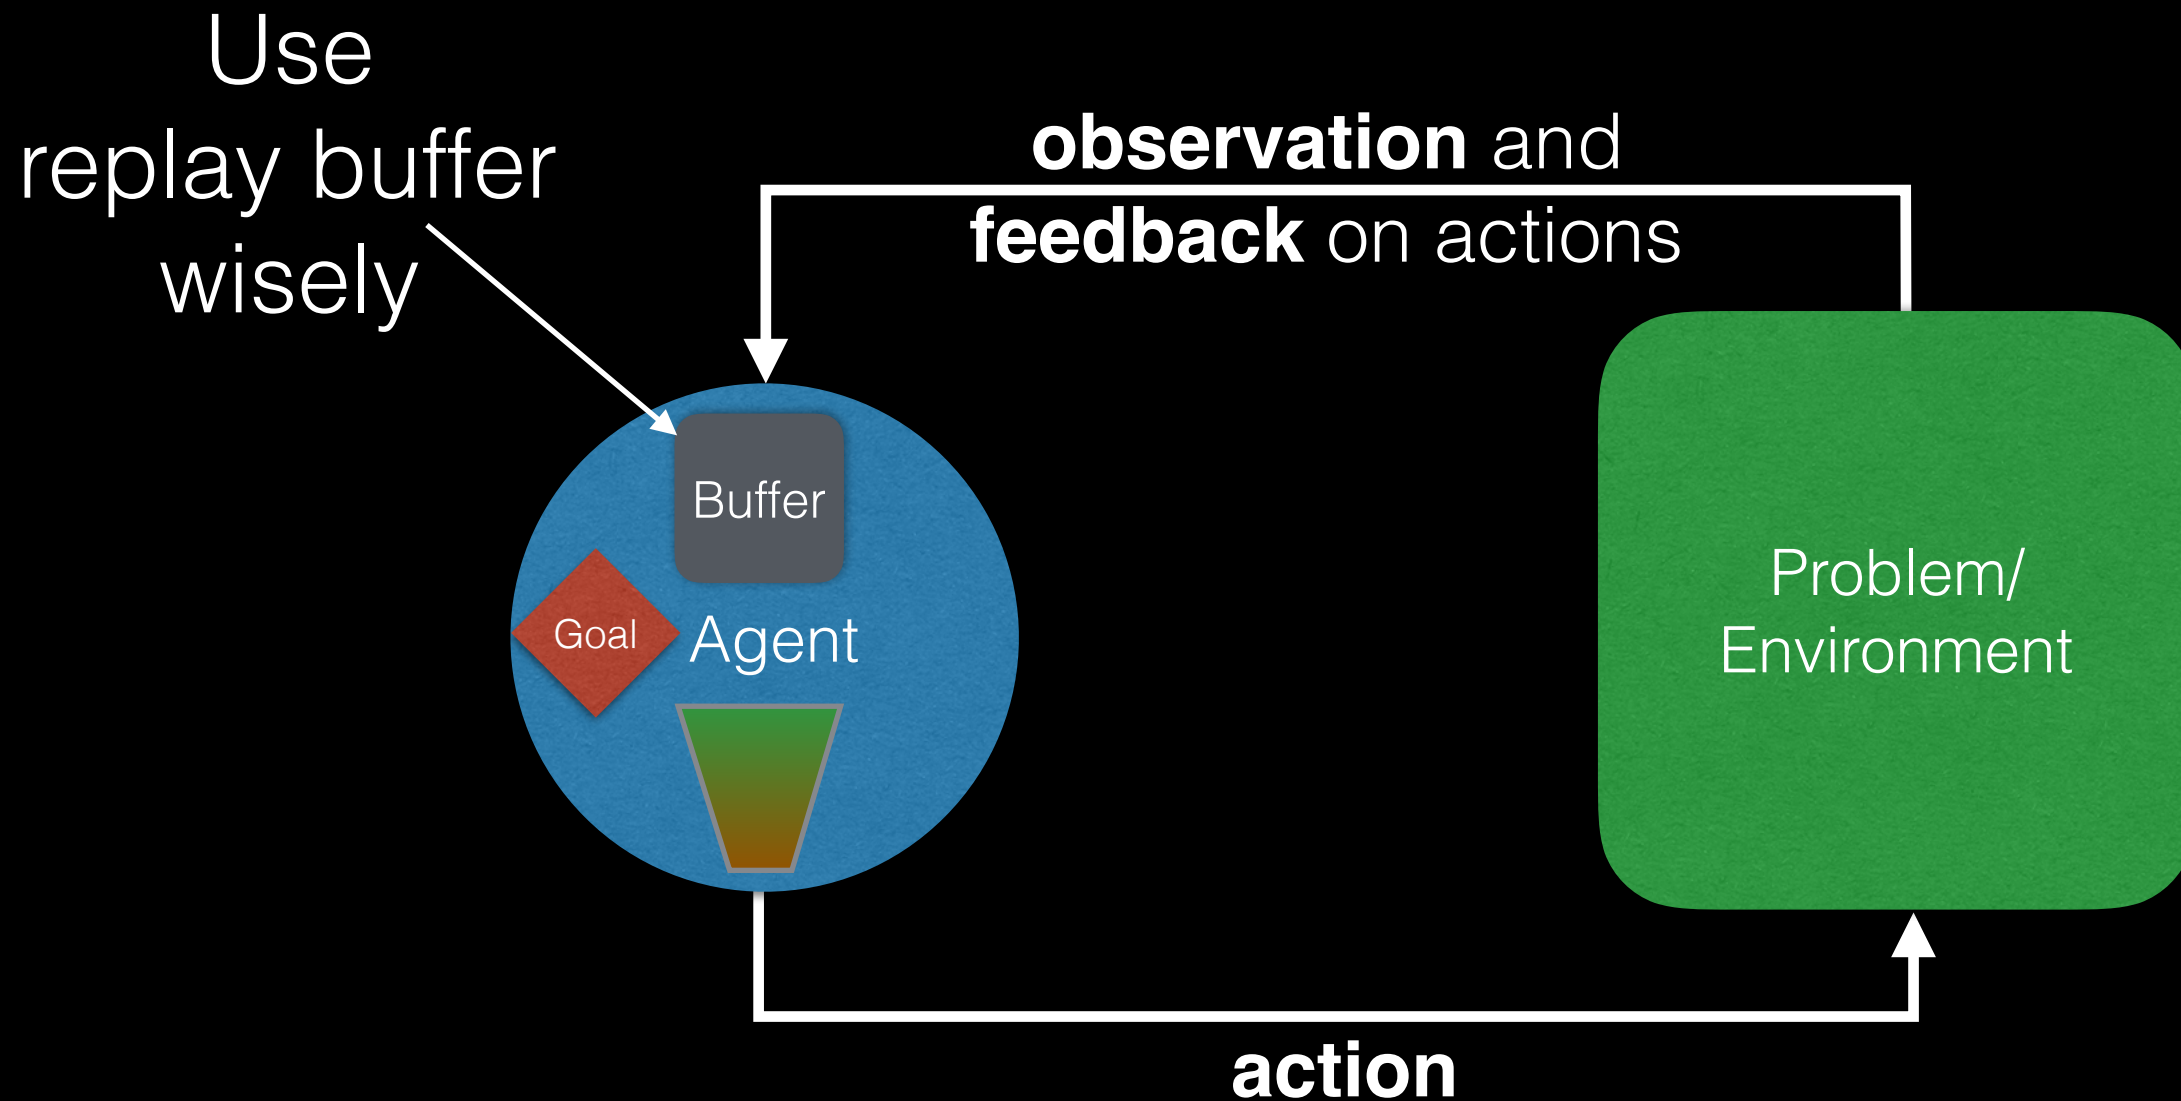 Use
replay buffer
wisely
observation and
feedback on actions
Buffer
Goal
Agent
Problem/
Environment
action